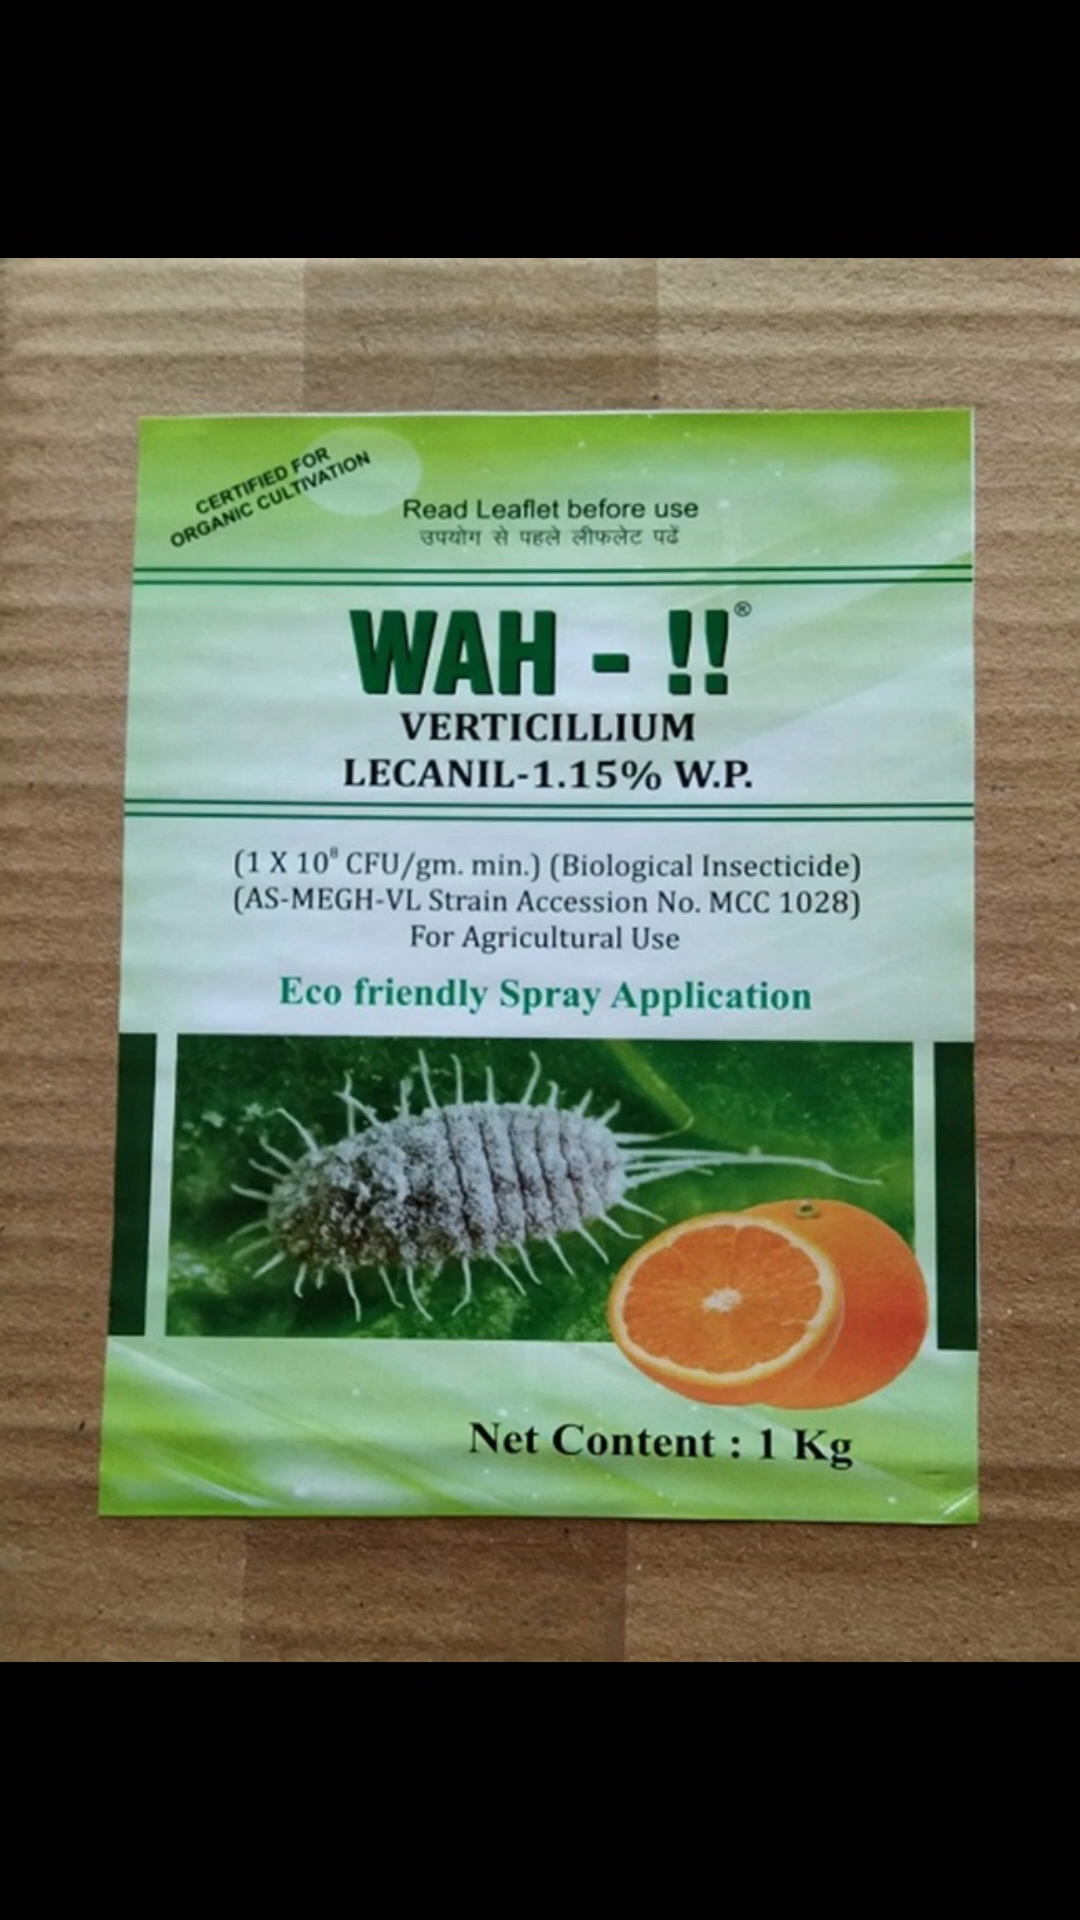 CERTIFIED FOR
ORGANIC CULTIVATION
Read Leaflet before use
उपयोग से पहले लीफलेट पढें
WAH - !!®
VERTICILLIUM
LECANIL-1.15% W.P.
(1 X 10⁸ CFU/gm. min.) (Biological Insecticide)
(AS-MEGH-VL Strain Accession No. MCC 1028)
For Agricultural Use
Eco friendly Spray Application
Net Content : 1 Kg